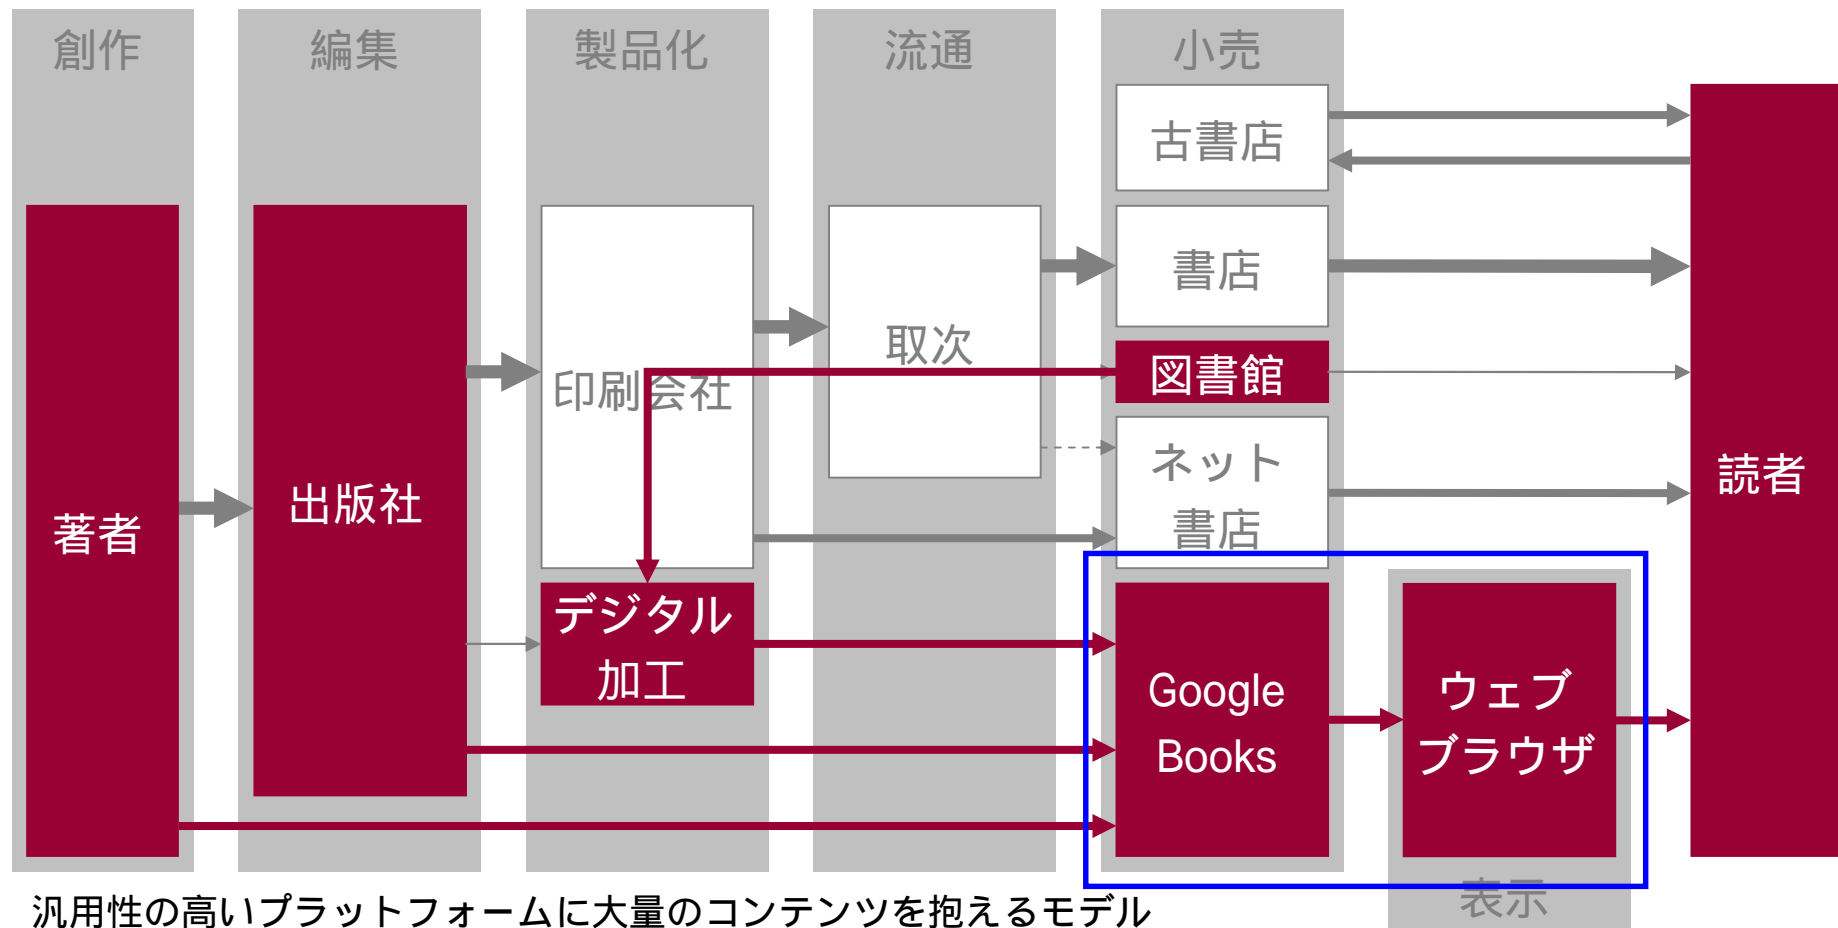 創作
編集
製品化
流通
小売
古書店
書店
取次
図書館
印刷会社
ネット
書店
読者
出版社
著者
デジタル
加工
Google
Books
ウェブ
ブラウザ
表示
汎用性の高いプラットフォームに大量のコンテンツを抱えるモデル